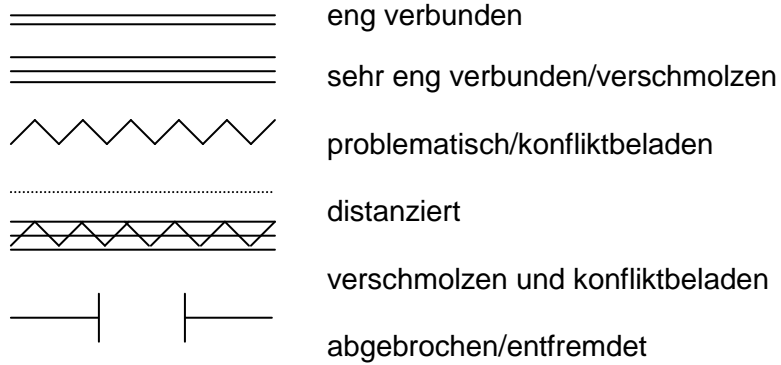 eng verbunden
sehr eng verbunden/verschmolzen
problematisch/konfliktbeladen
distanziert
verschmolzen und konfliktbeladen
abgebrochen/entfremdet